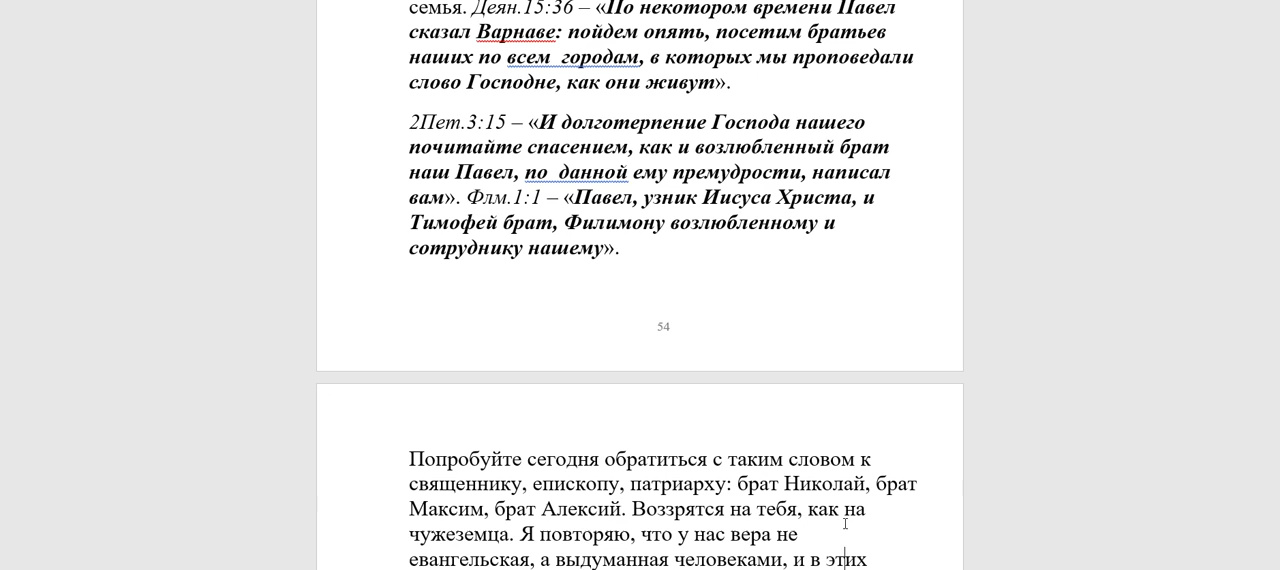 семья. Деян.15:36 – «По некотором времени Павел
сказал Варнаве: пойдем опять, посетим братьев
наших по всем  городам, в которых мы проповедали
слово Господне, как они живут».
2Пет.3:15 – «И долготерпение Господа нашего
почитайте спасением, как и возлюбленный брат
наш Павел, по  данной ему премудрости, написал
вам». Флм.1:1 – «Павел, узник Иисуса Христа, и
Тимофей брат, Филимону возлюбленному и
сотруднику нашему».
54
Попробуйте сегодня обратиться с таким словом к
священнику, епископу, патриарху: брат Николай, брат
Максим, брат Алексий. Воззрятся на тебя, как на
чужеземца. Я повторяю, что у нас вера не
евангельская, а выдуманная человеками, и в этих